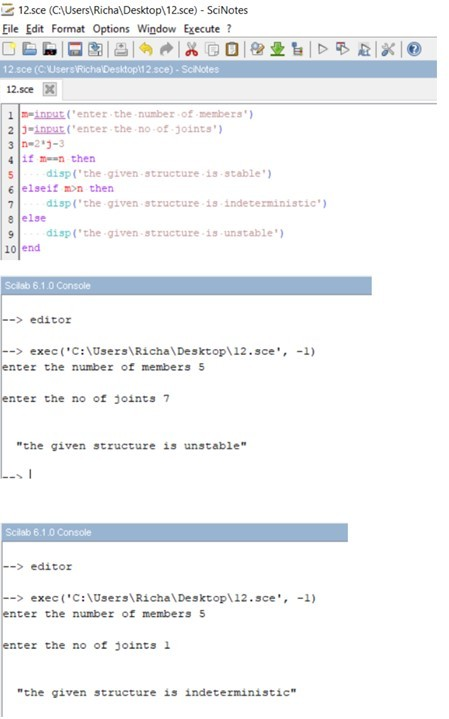 12.sce (C:\Users\Richa\Desktop\12.sce) - SciNotes
File Edit Format Options Window Execute ?
12.sce (C:\Users\Richa\Desktop\12.sce) - SciNotes
12.sce
1 m=input('enter the number of members')
2 j=input('enter the no of joints')
3 n=2*j-3
4 if m==n then
5 disp('the given structure is stable')
6 elseif m>n then
7 disp('the given structure is indeterministic')
8 else
9 disp('the given structure is unstable')
10 end
Scilab 6.1.0 Console
--> editor
--> exec('C:\Users\Richa\Desktop\12.sce', -1)
enter the number of members 5
enter the no of joints 7
"the given structure is unstable"
-->
Scilab 6.1.0 Console
--> editor
--> exec('C:\Users\Richa\Desktop\12.sce', -1)
enter the number of members 5
enter the no of joints 1
"the given structure is indeterministic"